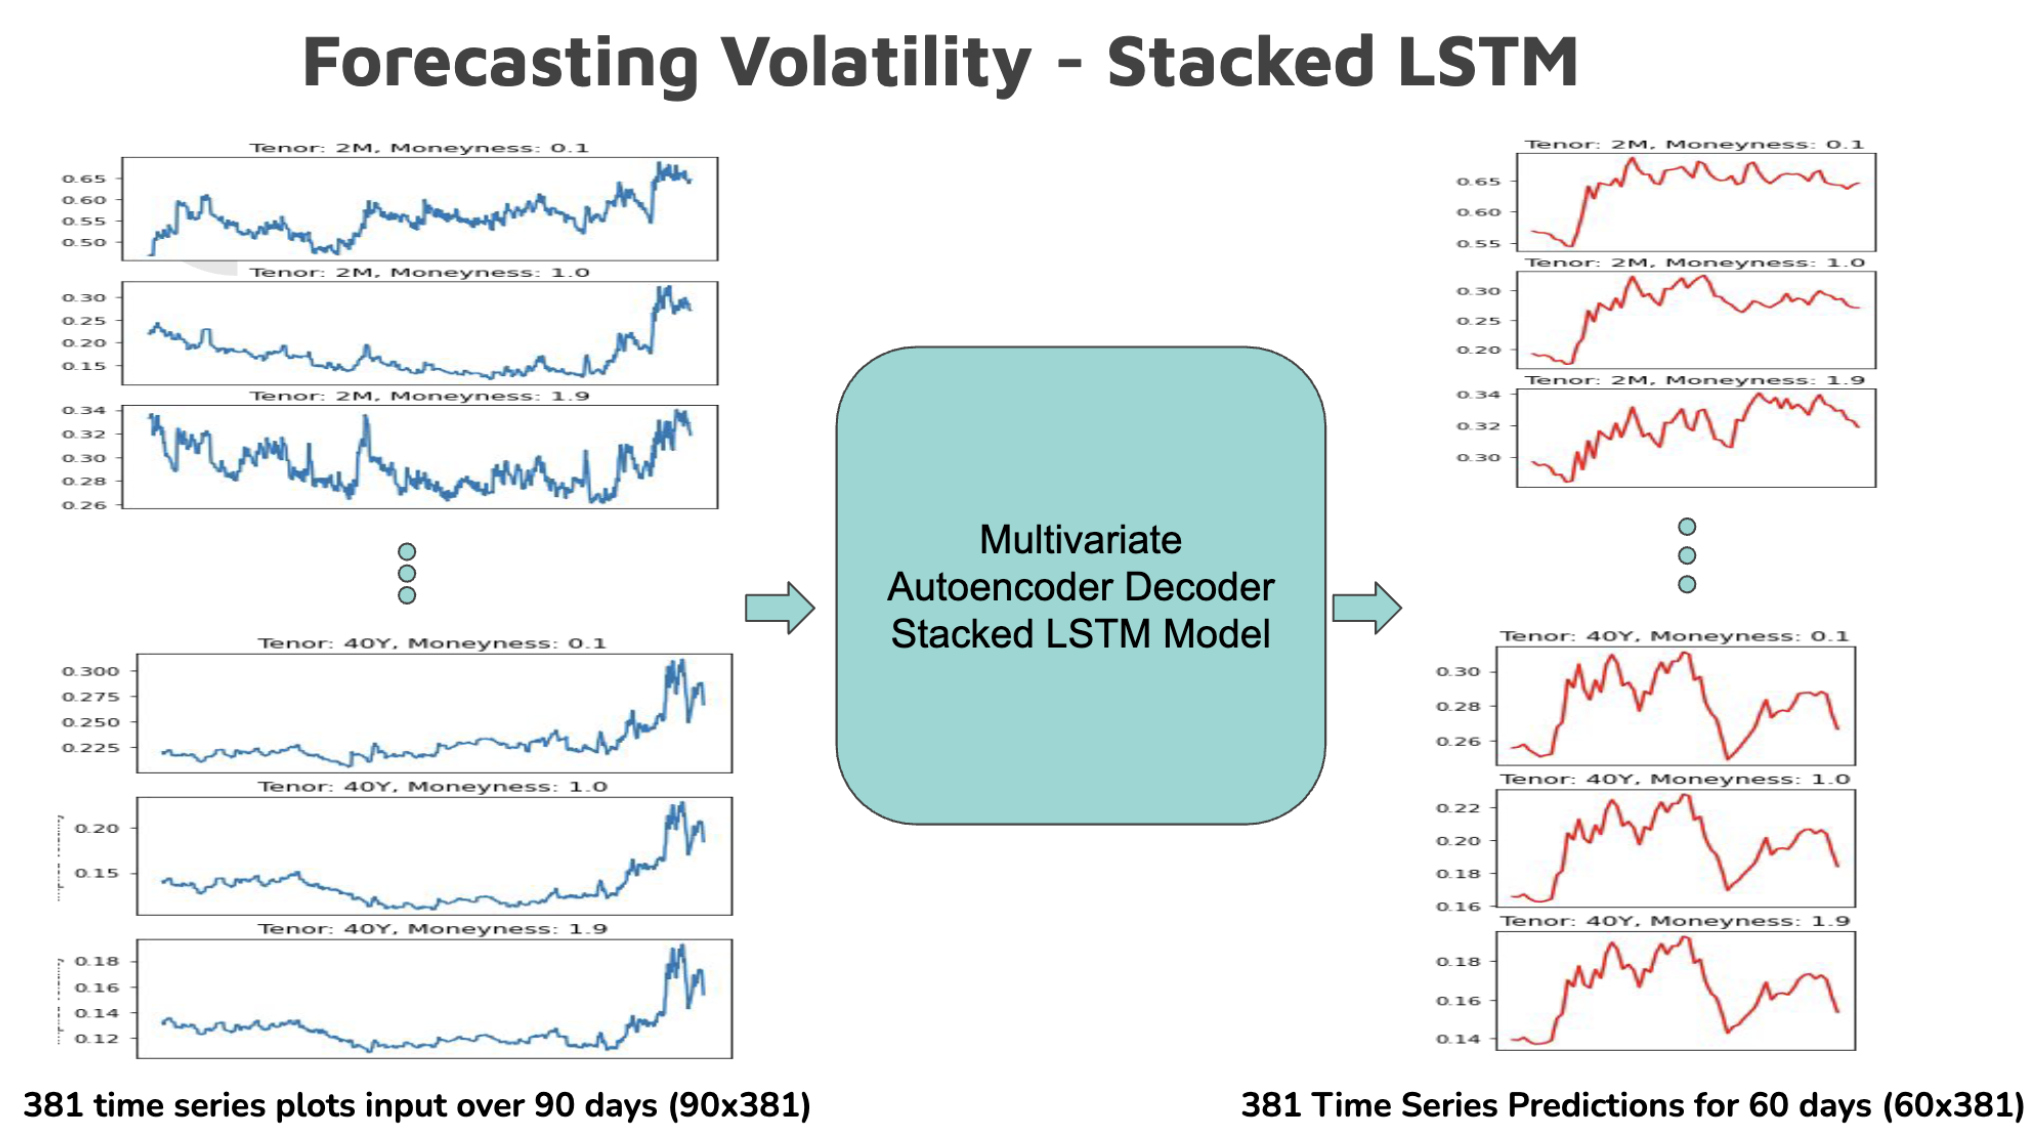 Forecasting Volatility - Stacked LSTM
Tenor: 2M, Moneyness: 0.1
0.65
0.60
0.55
0.50
Tenor: 2M, Moneyness: 1.0
0.30
0.25
0.20
0.15
Tenor: 2M, Moneyness: 1.9
0.34
0.32
0.30
0.28
0.26
Tenor: 40Y, Moneyness: 0.1
0.300
0.275
0.250
0.225
Tenor: 40Y, Moneyness: 1.0
0.20
0.15
Tenor: 40Y, Moneyness: 1.9
0.18
0.16
0.14
0.12
381 time series plots input over 90 days (90x381)
Multivariate
Autoencoder Decoder
Stacked LSTM Model
Tenor: 2M, Moneyness: 0.1
0.65
0.60
0.55
Tenor: 2M, Moneyness: 1.0
0.30
0.25
0.20
Tenor: 2M, Moneyness: 1.9
0.34
0.32
0.30
Tenor: 40Y, Moneyness: 0.1
0.30
0.28
0.26
Tenor: 40Y, Moneyness: 1.0
0.22
0.20
0.18
0.16
Tenor: 40Y, Moneyness: 1.9
0.18
0.16
0.14
381 Time Series Predictions for 60 days (60x381)